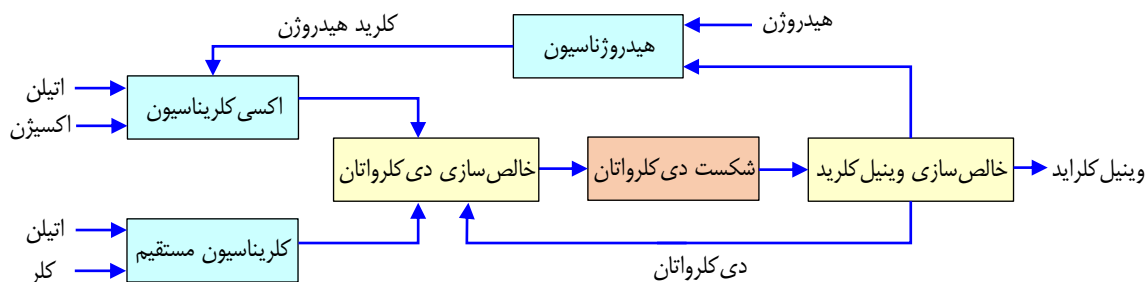 هیدروژن
کلرید هیدروژن
هیدروژناسیون
اتیلن
اکسیژن
اکسی کلریناسیون
خالص‌سازی دی‌کلرواتان
شکست دی‌کلرواتان
خالص‌سازی وینیل کلرید
وینیل کلراید
اتیلن
کلر
کلریناسیون مستقیم
دی‌کلرواتان